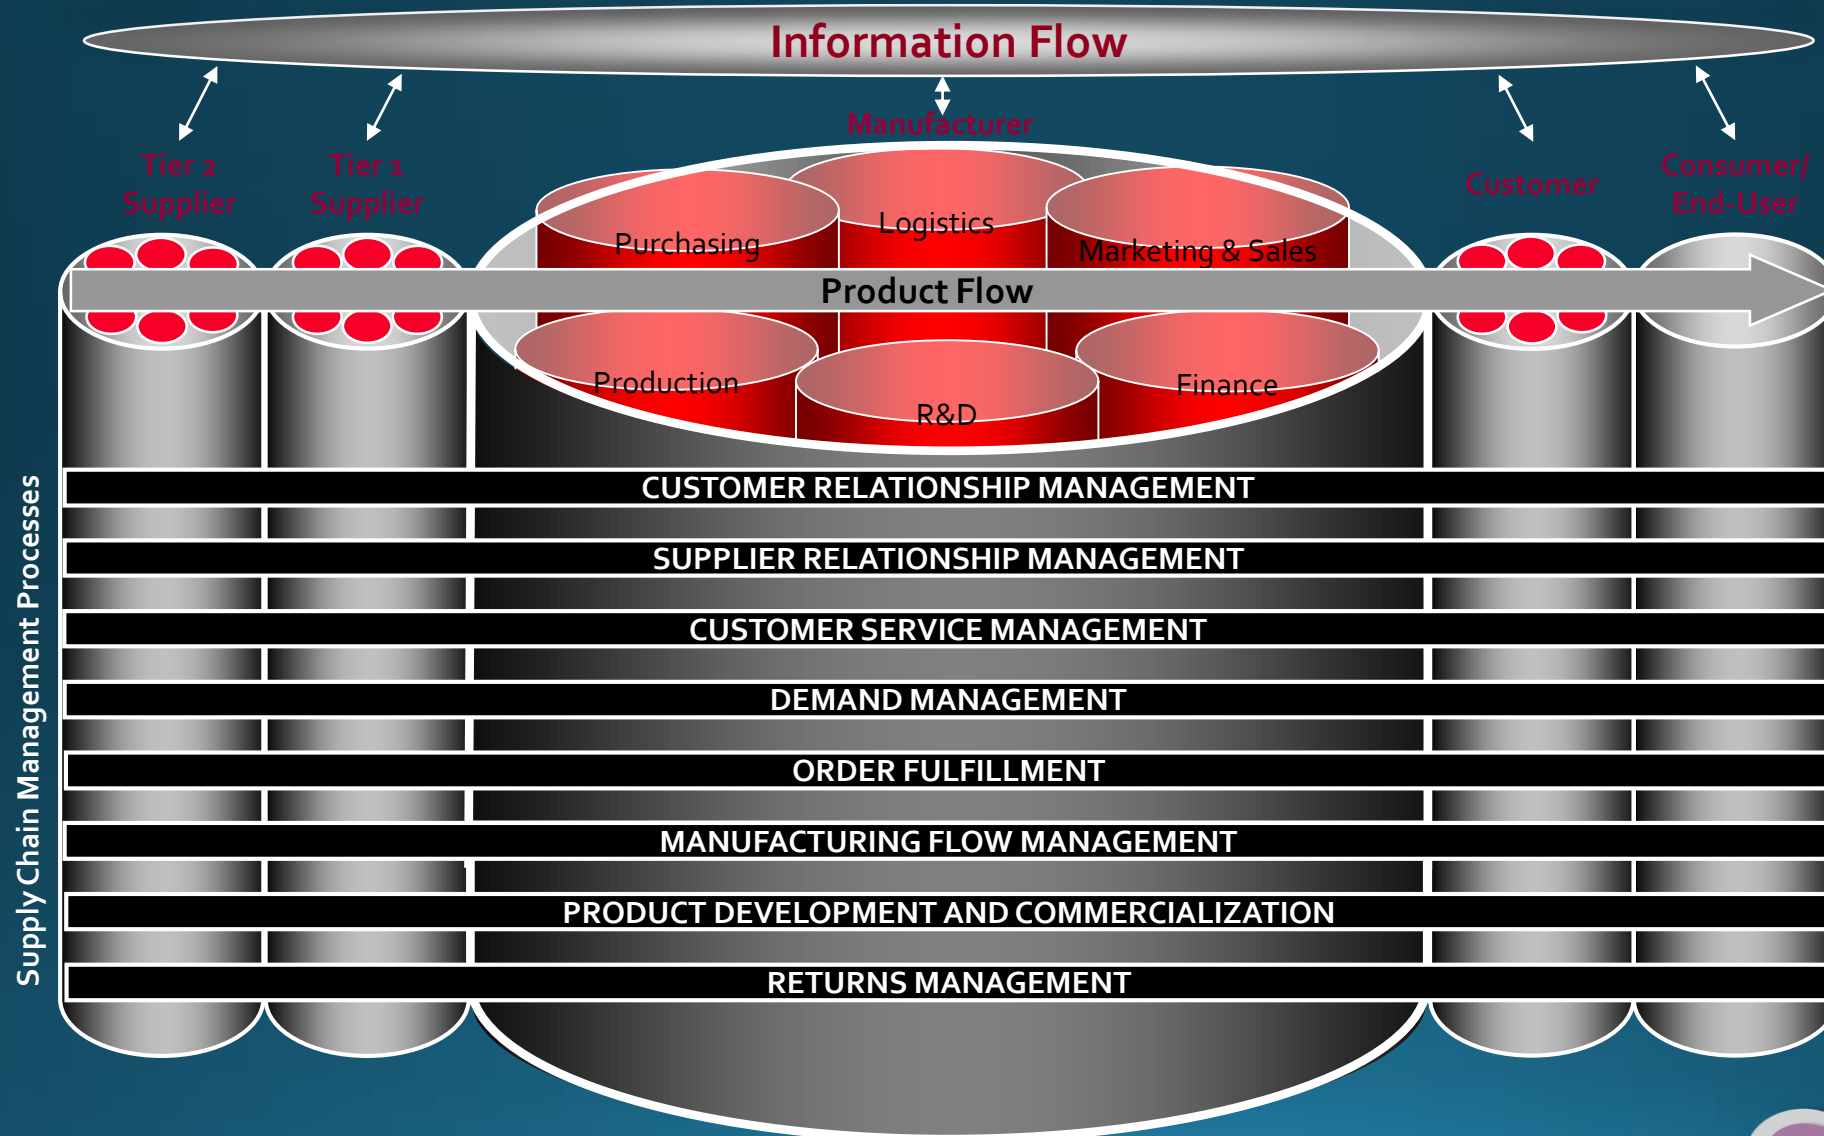 Information Flow
Manufacturer
Tier 2
Supplier
Tier 1
Supplier
Customer
Consumer/
End-User
Purchasing
Logistics
Marketing & Sales
Product Flow
Production
R&D
Finance
Supply Chain Management Processes
CUSTOMER RELATIONSHIP MANAGEMENT
SUPPLIER RELATIONSHIP MANAGEMENT
CUSTOMER SERVICE MANAGEMENT
DEMAND MANAGEMENT
ORDER FULFILLMENT
MANUFACTURING FLOW MANAGEMENT
PRODUCT DEVELOPMENT AND COMMERCIALIZATION
RETURNS MANAGEMENT